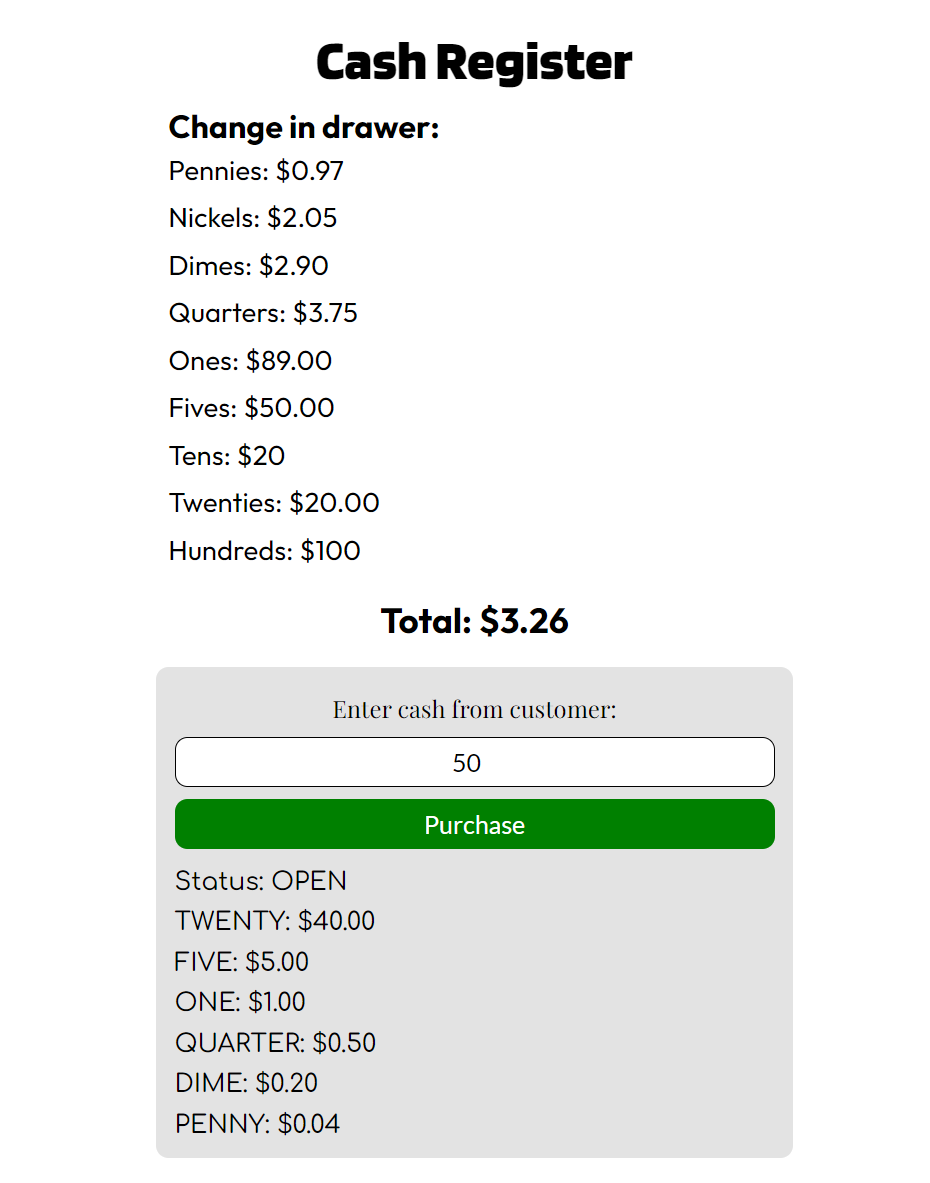 Cash Register
Change in drawer:
Pennies: $0.97
Nickels: $2.05
Dimes: $2.90
Quarters: $3.75
Ones: $89.00
Fives: $50.00
Tens: $20
Twenties: $20.00
Hundreds: $100
Total: $3.26
Enter cash from customer:
50
Purchase
Status: OPEN
TWENTY: $40.00
FIVE: $5.00
ONE: $1.00
QUARTER: $0.50
DIME: $0.20
PENNY: $0.04